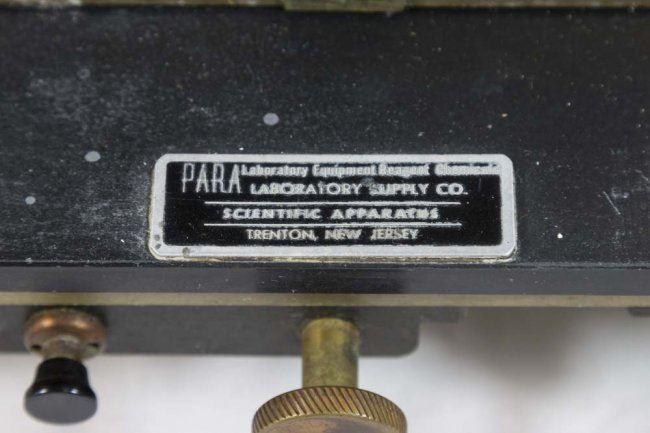 PARA Laboratory Equipment Reagent Chemicals
LABORATORY SUPPLY CO.
SCIENTIFIC APPARATUS
TRENTON, NEW JERSEY